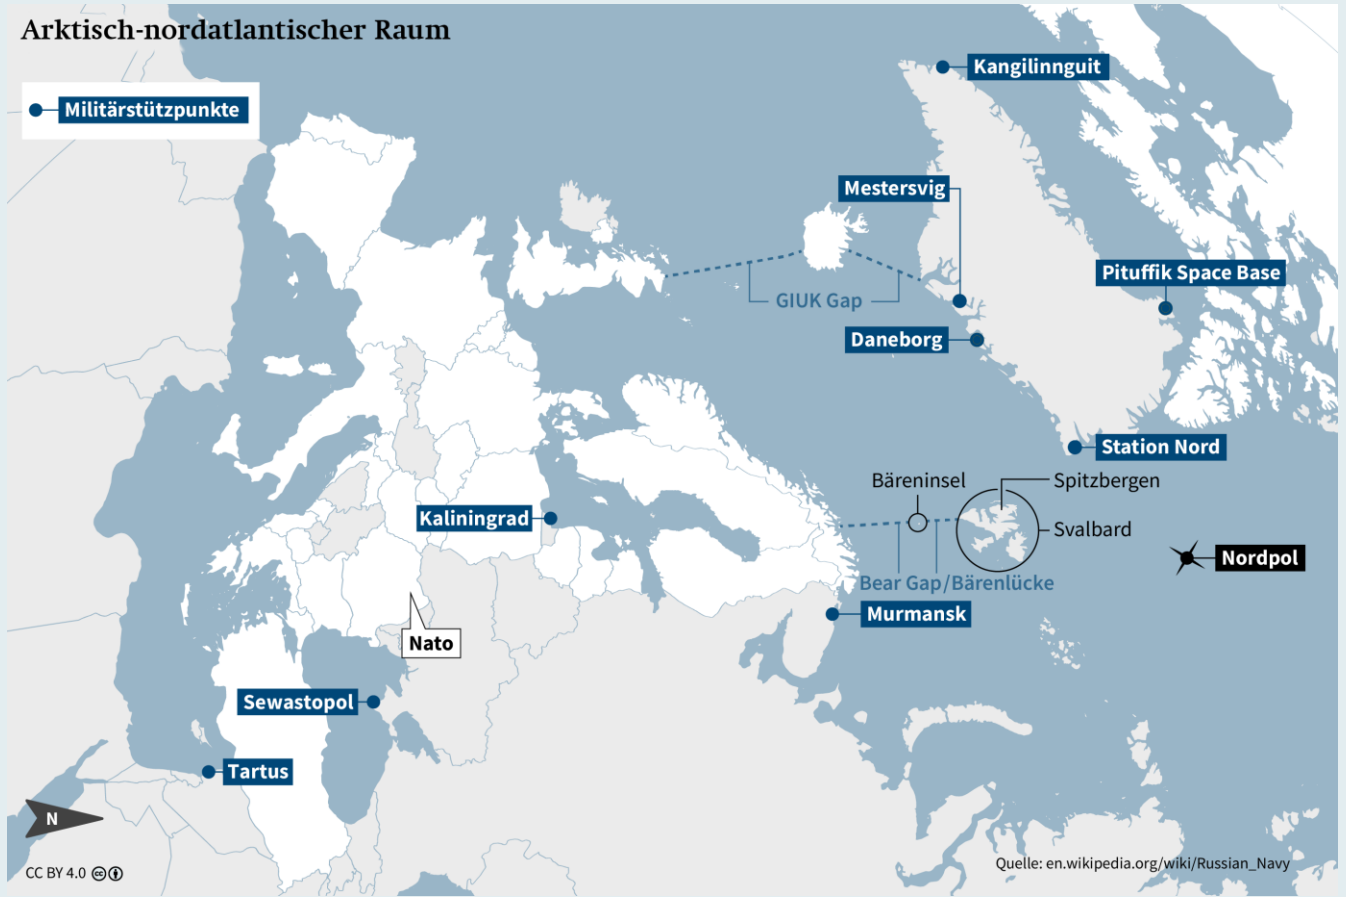 Arktisch-nordatlantischer Raum
Militärstützpunkte
Kangilinnguit
Mestersvig
Pituffik Space Base
GIUK Gap
Daneborg
Station Nord
Bäreninsel
Spitzbergen
Kaliningrad
Svalbard
Nordpol
Bear Gap/Bärenlücke
Murmansk
Nato
Sewastopol
Tartus
N
Quelle: en.wikipedia.org/wiki/Russian_Navy
CC BY 4.0